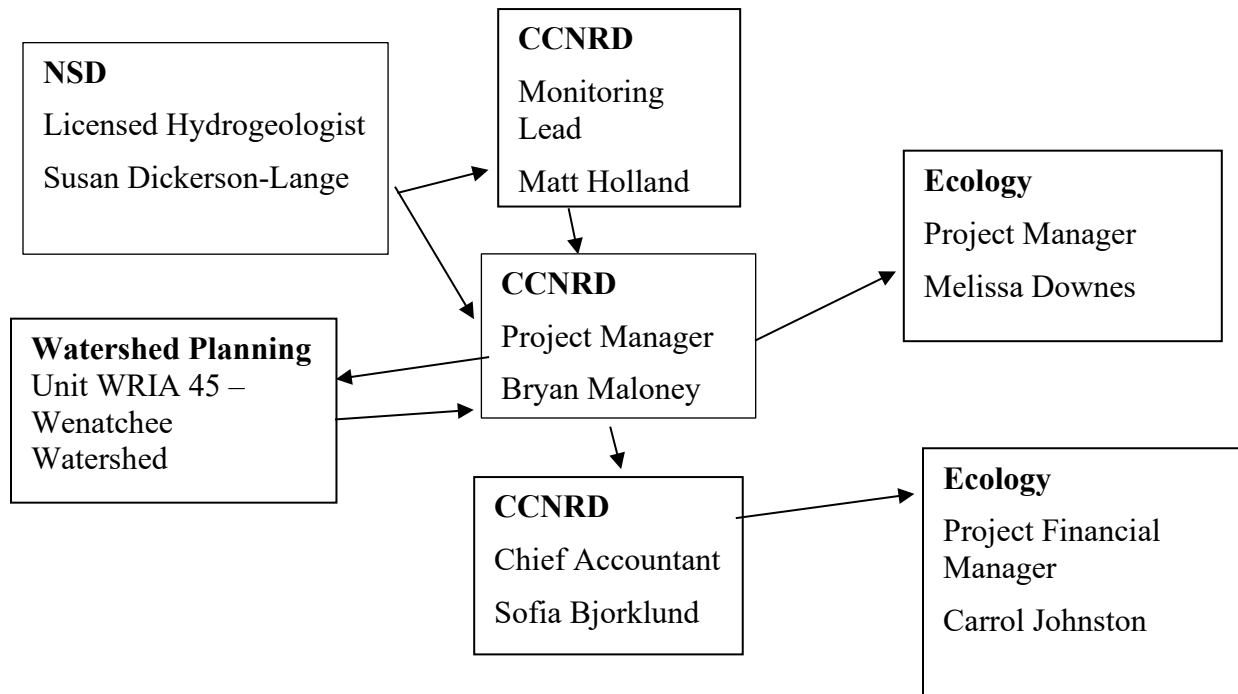 NSD
Licensed Hydrogeologist
Susan Dickerson-Lange
CCNRD
Monitoring
Lead
Matt Holland
Ecology
Project Manager
Melissa Downes
CCNRD
Project Manager
Bryan Maloney
Watershed Planning
Unit WRIA 45 –
Wenatchee
Watershed
CCNRD
Chief Accountant
Sofia Bjorklund
Ecology
Project Financial
Manager
Carrol Johnston